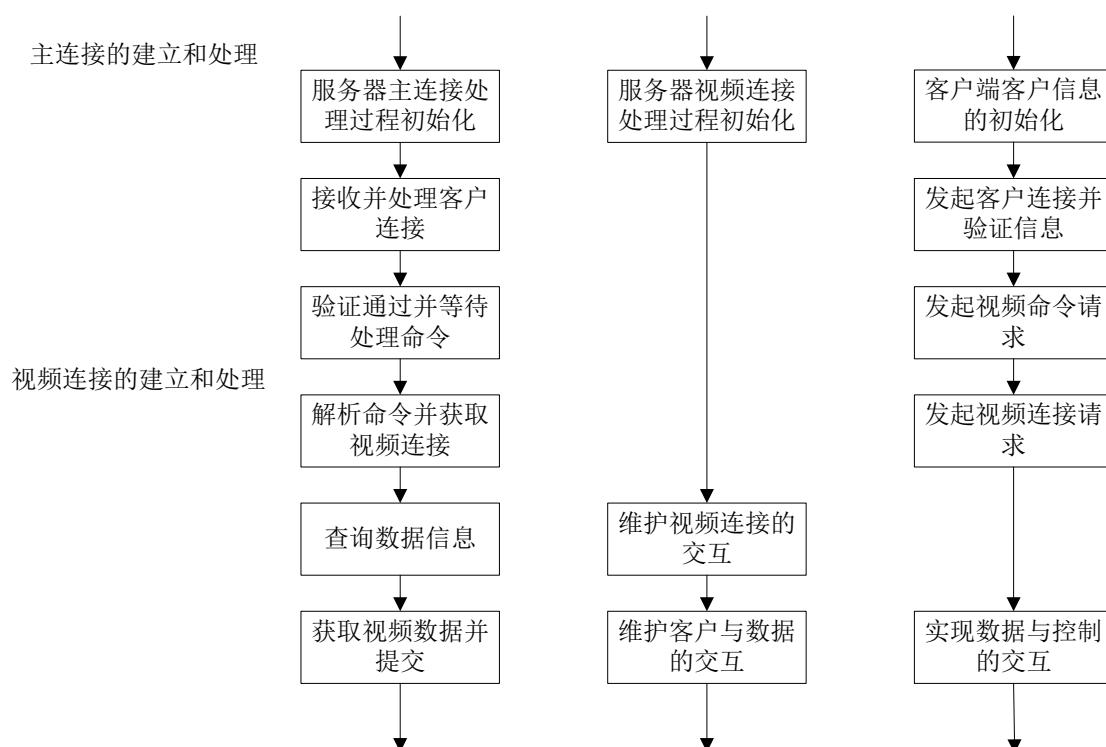 主连接的建立和处理
服务器主连接处
理过程初始化
服务器视频连接
处理过程初始化
客户端客户信息
的初始化
接收并处理客户
连接
发起客户连接并
验证信息
验证通过并等待
处理命令
发起视频命令请
求
视频连接的建立和处理
解析命令并获取
视频连接
发起视频连接请
求
查询数据信息
维护视频连接的
交互
获取视频数据并
提交
维护客户与数据
的交互
实现数据与控制
的交互